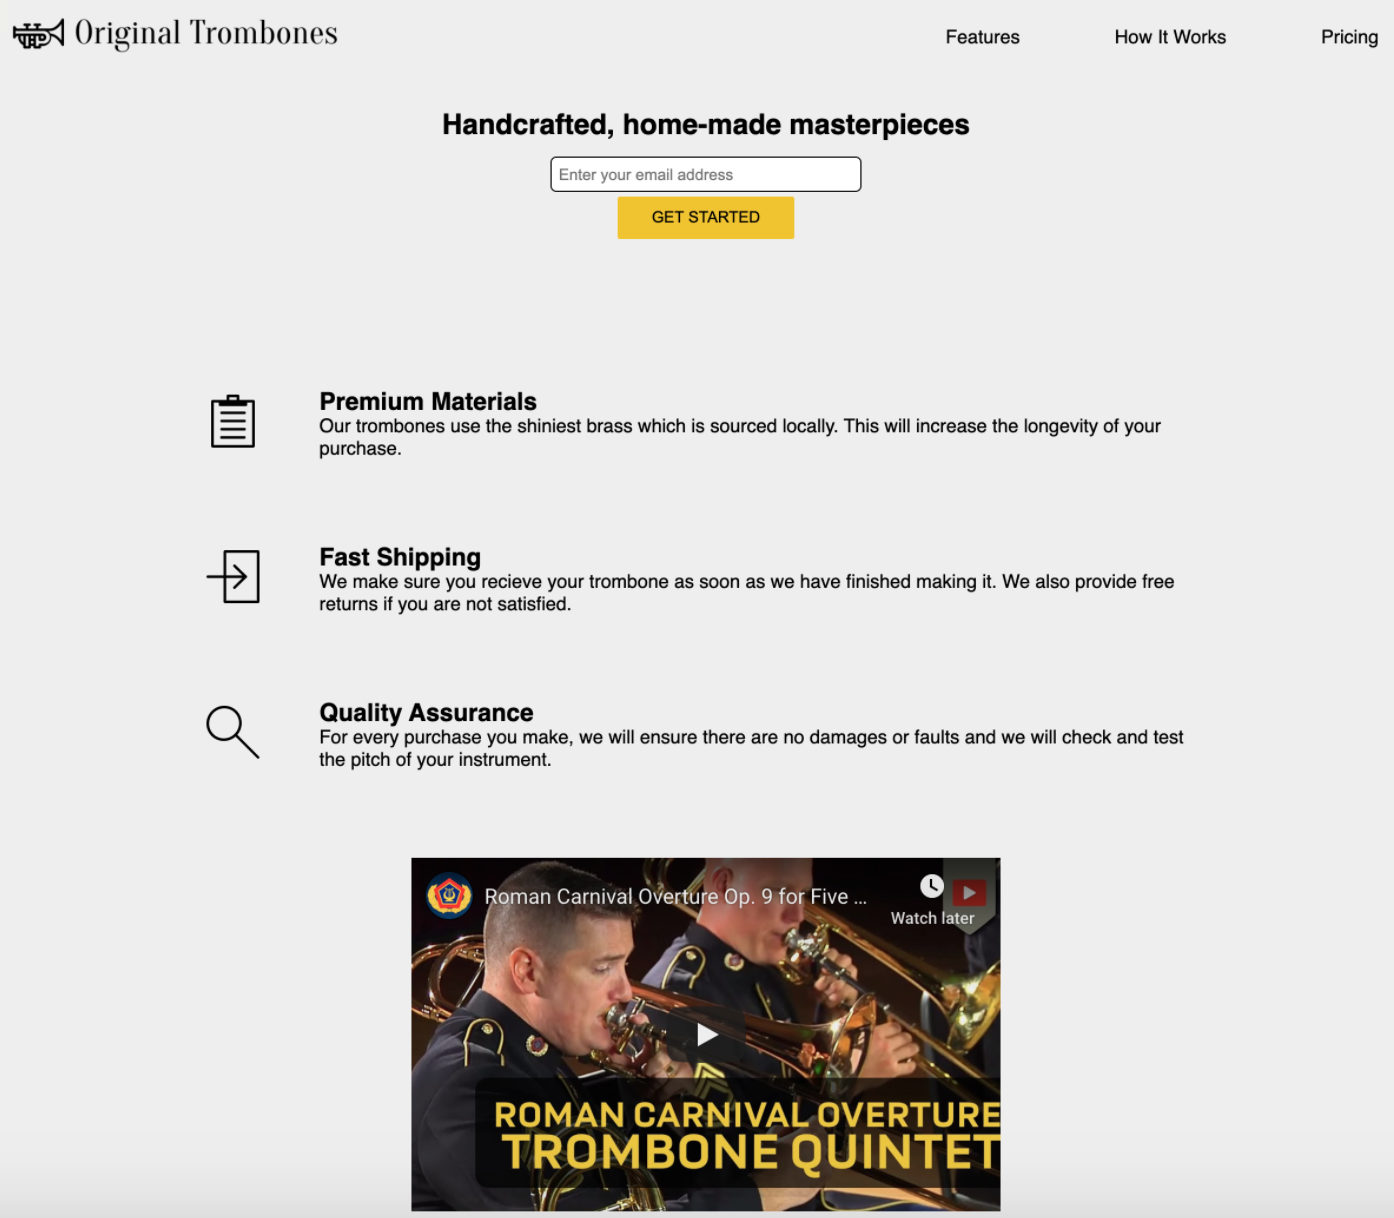 Original Trombones
Features
How It Works
Pricing
Handcrafted, home-made masterpieces
Enter your email address
GET STARTED
Premium Materials
Our trombones use the shiniest brass which is sourced locally. This will increase the longevity of your
purchase.
Fast Shipping
We make sure you recieve your trombone as soon as we have finished making it. We also provide free
returns if you are not satisfied.
Quality Assurance
For every purchase you make, we will ensure there are no damages or faults and we will check and test
the pitch of your instrument.
Roman Carnival Overture Op. 9 for Five ...
Watch later
ROMAN CARNIVAL OVERTURE
TROMBONE QUINTET